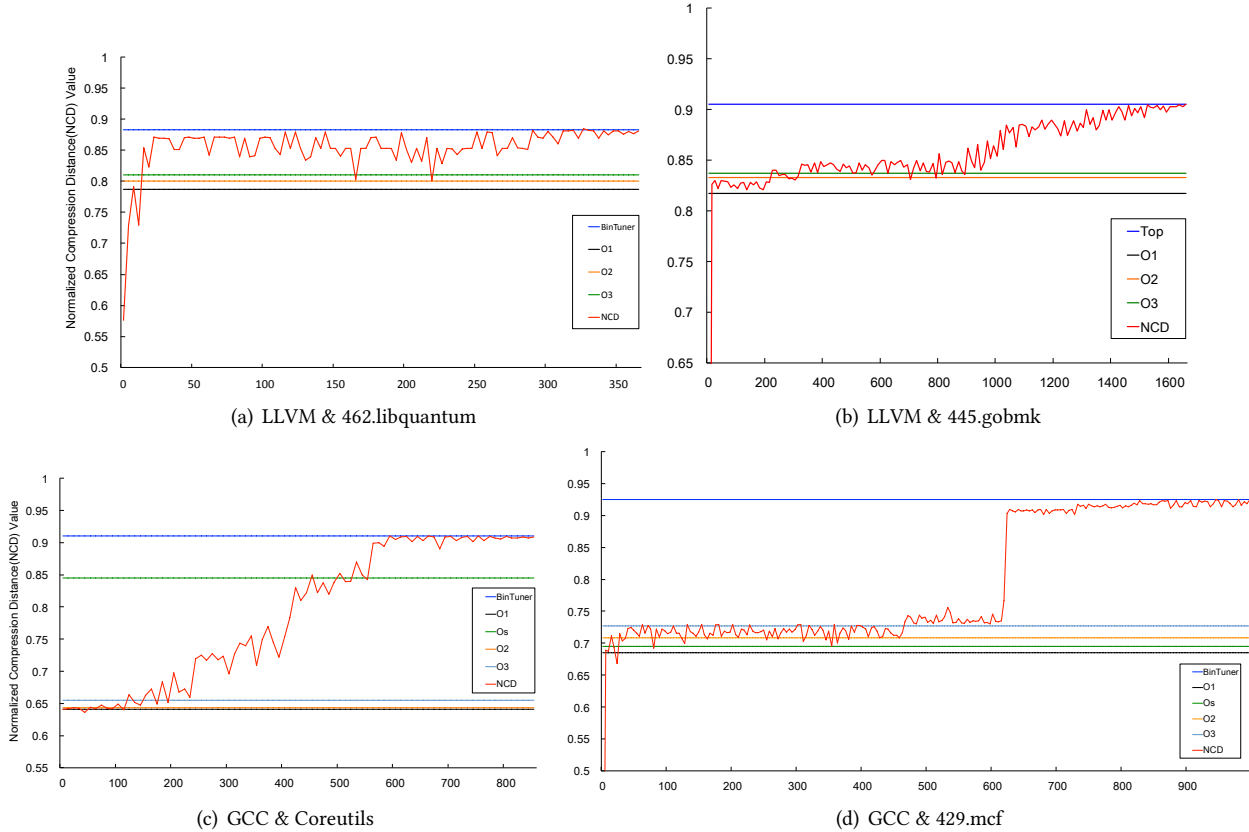 Normalized Compression Distance(NCD) Value
1
0.95
0.9
0.85
0.8
0.75
0.7
0.65
0.6
0.55
0.5
0
50
100
150
200
250
300
350
BinTuner
O1
O2
O3
NCD
(a) LLVM & 462.libquantum
1
0.95
0.9
0.85
0.8
0.75
0.7
0.65
0
200
400
600
800
1000
1200
1400
1600
Top
O1
O2
O3
NCD
(b) LLVM & 445.gobmk
Normalized Compression Distance(NCD) Value
1
0.95
0.9
0.85
0.8
0.75
0.7
0.65
0.6
0.55
0
100
200
300
400
500
600
700
800
BinTuner
O1
Os
O2
O3
NCD
(c) GCC & Coreutils
1
0.95
0.9
0.85
0.8
0.75
0.7
0.65
0.6
0.55
0.5
0
100
200
300
400
500
600
700
800
900
BinTuner
O1
Os
O2
O3
NCD
(d) GCC & 429.mcf